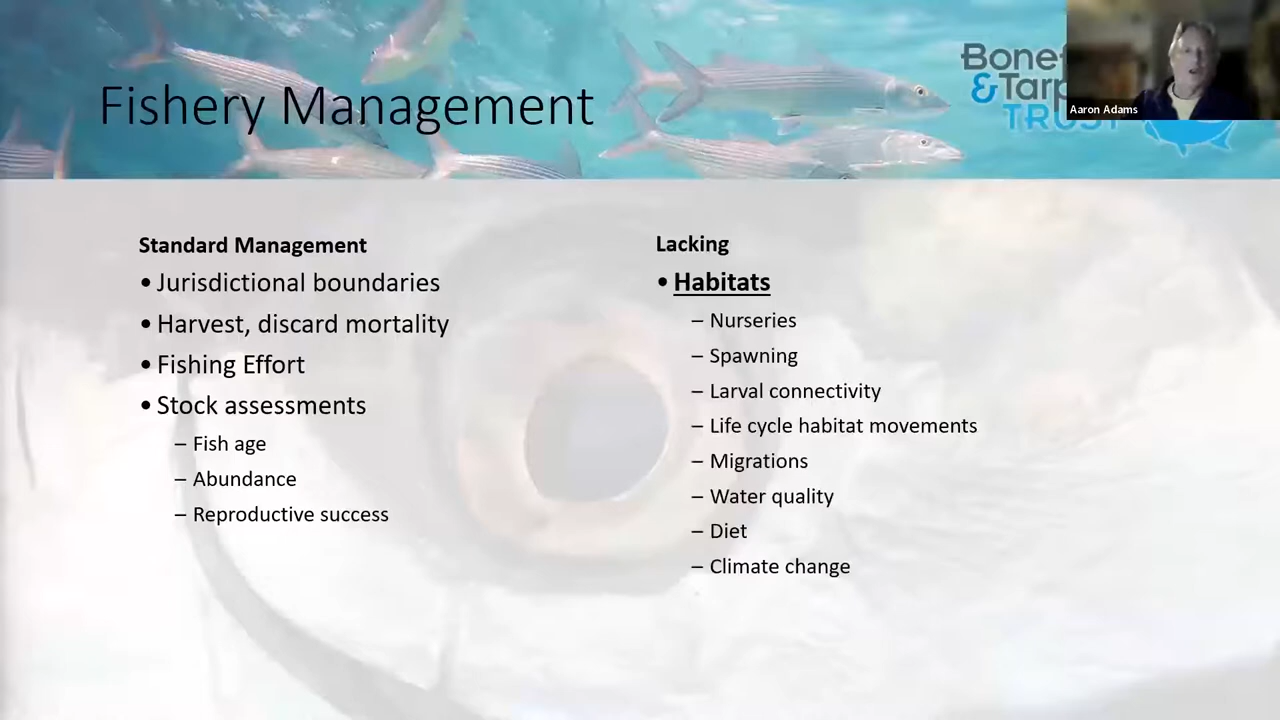 Fishery Management
& 
TRUST
Aaron Adams
Standard Management
• Jurisdictional boundaries
• Harvest, discard mortality
• Fishing Effort
• Stock assessments
– Fish age
– Abundance
– Reproductive success
Lacking
• Habitats
– Nurseries
– Spawning
– Larval connectivity
– Life cycle habitat movements
– Migrations
– Water quality
– Diet
– Climate change